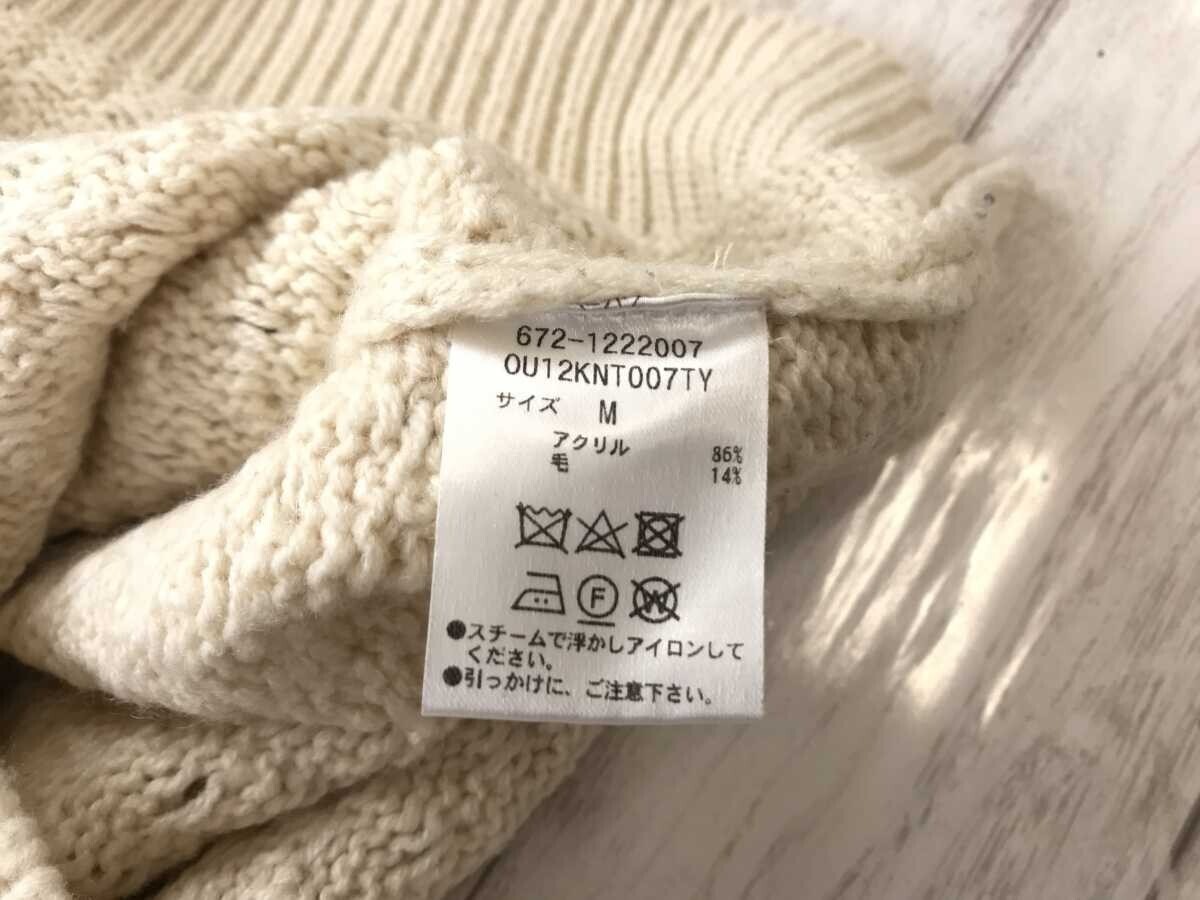 672-1222007
OU12KNT007TY
サイズ M
アクリル 86%
毛 14%
F
W
●スチームで浮かしアイロンして
ください。
●引っかけに、ご注意下さい。